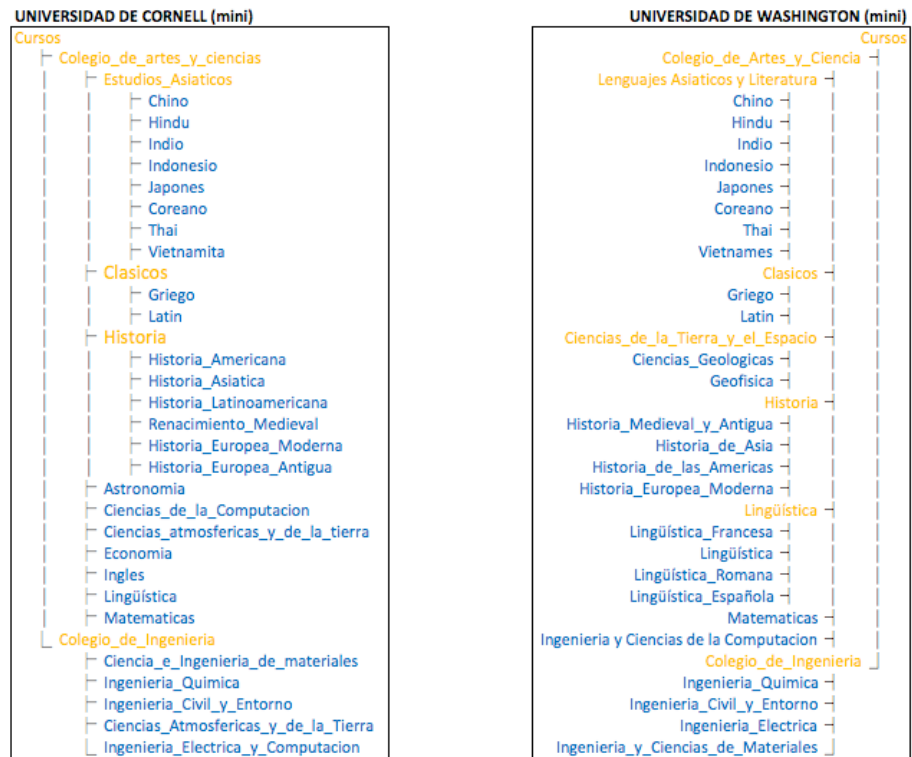 UNIVERSIDAD DE CORNELL (mini)
Cursos
Colegio_de_artes_y_ciencias
Estudios_Asiaticos
Chino
Hindu
Indio
Indonesio
Japones
Coreano
Thai
Vietnamita
Clasicos
Griego
Latin
Historia
Historia_Americana
Historia_Asiatica
Historia_Latinoamericana
Renacimiento_Medieval
Historia_Europea_Moderna
Historia_Europea_Antigua
Astronomia
Ciencias_de_la_Computacion
Ciencias_atmosfericas_y_de_la_tierra
Economia
Ingles
Lingüística
Matematicas
Colegio_de_Ingenieria
Ciencia_e_Ingenieria_de_materiales
Ingenieria_Quimica
Ingenieria_Civil_y_Entorno
Ciencias_Atmosfericas_y_de_la_Tierra
Ingenieria_Electrica_y_Computacion
UNIVERSIDAD DE WASHINGTON (mini)
Cursos
Colegio_de_Artes_y_Ciencia
Lenguajes Asiaticos y Literatura
Chino
Hindu
Indio
Indonesio
Japones
Coreano
Thai
Vietnames
Clasicos
Griego
Latin
Ciencias_de_la_Tierra_y_el_Espacio
Ciencias_Geologicas
Geofisica
Historia
Historia_Medieval_y_Antigua
Historia_de_Asia
Historia_de_las_Americas
Historia_Europea_Moderna
Lingüística
Lingüística_Francesa
Lingüística
Lingüística_Romana
Lingüística_Española
Matematicas
Ingenieria y Ciencias de la Computacion
Colegio_de_Ingenieria
Ingenieria_Quimica
Ingenieria_Civil_y_Entorno
Ingenieria_Electrica
Ingenieria_y_Ciencias_de_Materiales